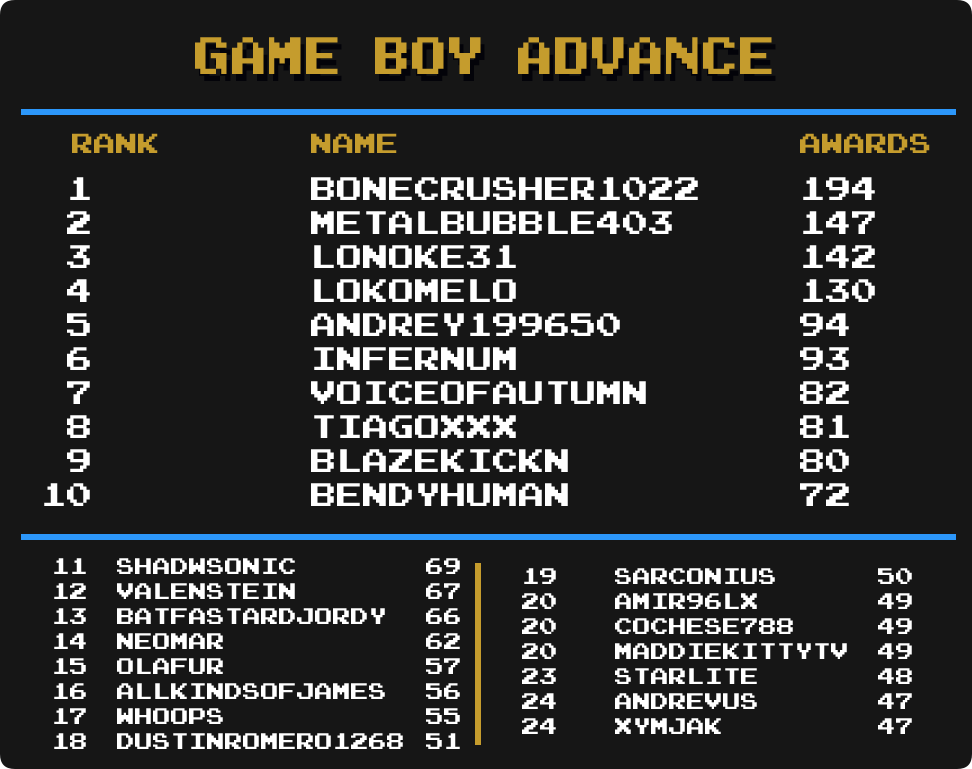 GAME BOY ADVANCE
RANK NAME AWARDS
1 BONECRUSHER1022 194
2 METALBUBBLE403 147
3 LONOKE31 142
4 LOKOMELO 130
5 ANDREY199650 94
6 INFERNUM 93
7 VOICEOFAUTUMN 82
8 TIAGOXXX 81
9 BLAZEKICKN 80
10 BENDYHUMAN 72
11 SHADWSONIC 69
12 VALENSTEIN 67
13 BATFASTARDJORDY 66
14 NEOMAR 62
15 OLAFUR 57
16 ALLKINDSOFJAMES 56
17 WHOOPS 55
18 DUSTINROMERO1268 51
19 SARCONIUS 50
20 AMIR96LX 49
20 COCHESE788 49
20 MADDIEKITTYTV 49
23 STARLITE 48
24 ANDREVUS 47
24 XYMJAK 47